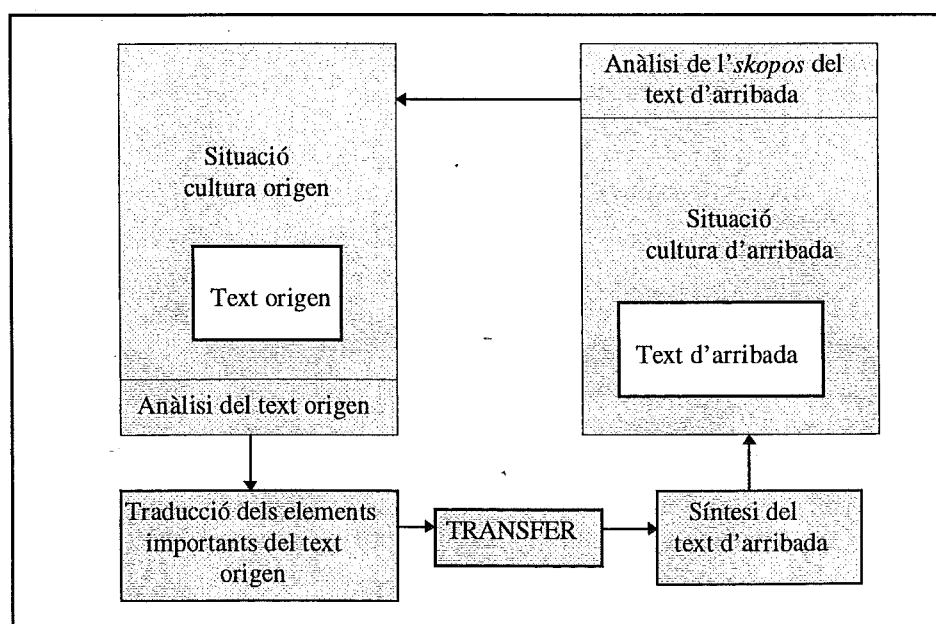 Anàlisi de l'skopos del
text d'arribada
Situació
cultura origen
Text origen
Anàlisi del text origen
Situació
cultura d'arribada
Text d'arribada
Traducció dels elements
importants del text
origen
TRANSFER
Síntesi del
text d'arribada